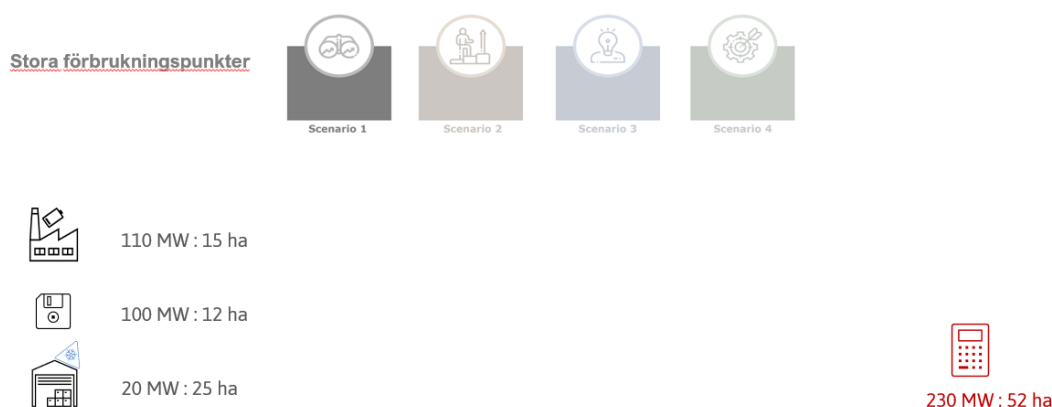 Stora förbrukningspunkter
Scenario 1
Scenario 2
Scenario 3
Scenario 4
110 MW : 15 ha
100 MW : 12 ha
20 MW : 25 ha
230 MW : 52 ha